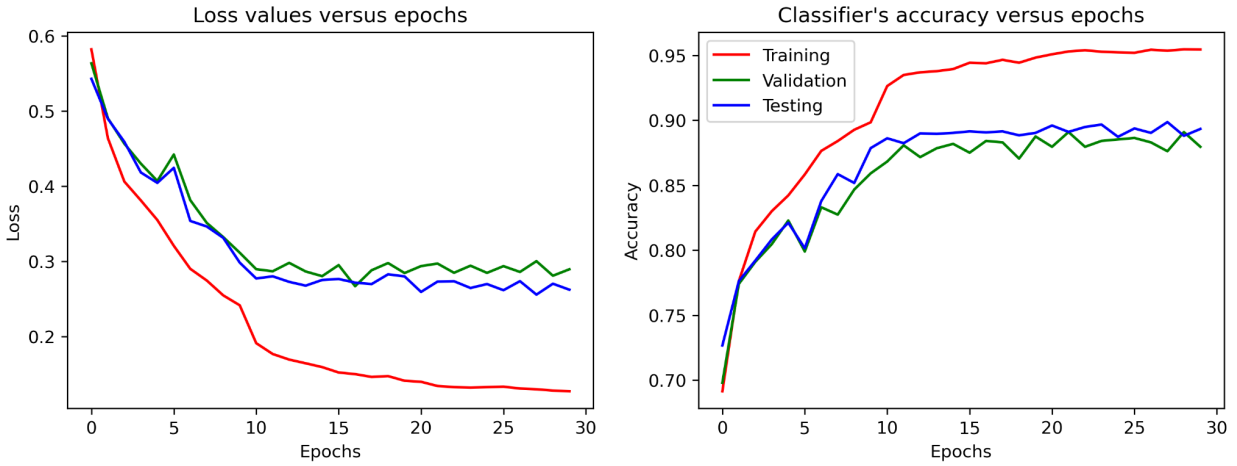 Loss values versus epochs
0.6
0.5
0.4
0.3
0.2
Loss
0 5 10 15 20 25 30
Epochs
Classifier's accuracy versus epochs
Training
Validation
Testing
0.95
0.90
0.85
0.80
0.75
0.70
Accuracy
0 5 10 15 20 25 30
Epochs